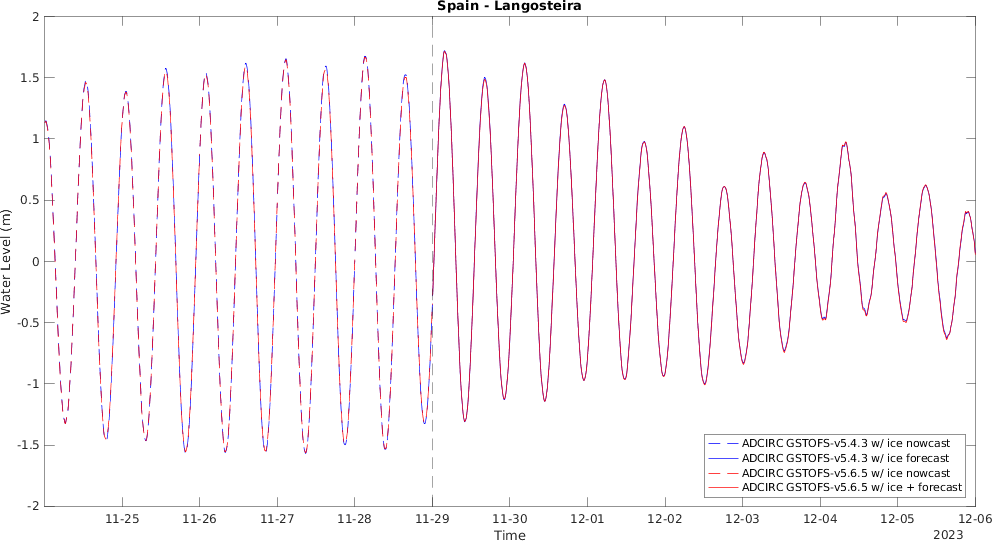 Spain - Langosteira
2
1.5
1
0.5
0
-0.5
-1
-1.5
-2
Water Level (m)
ADCIRC GSTOFS-v5.4.3 w/ ice nowcast
ADCIRC GSTOFS-v5.4.3 w/ ice forecast
ADCIRC GSTOFS-v5.6.5 w/ ice nowcast
ADCIRC GSTOFS-v5.6.5 w/ ice + forecast
11-25 11-26 11-27 11-28 11-29 11-30 12-01 12-02 12-03 12-04 12-05 12-06
Time
2023